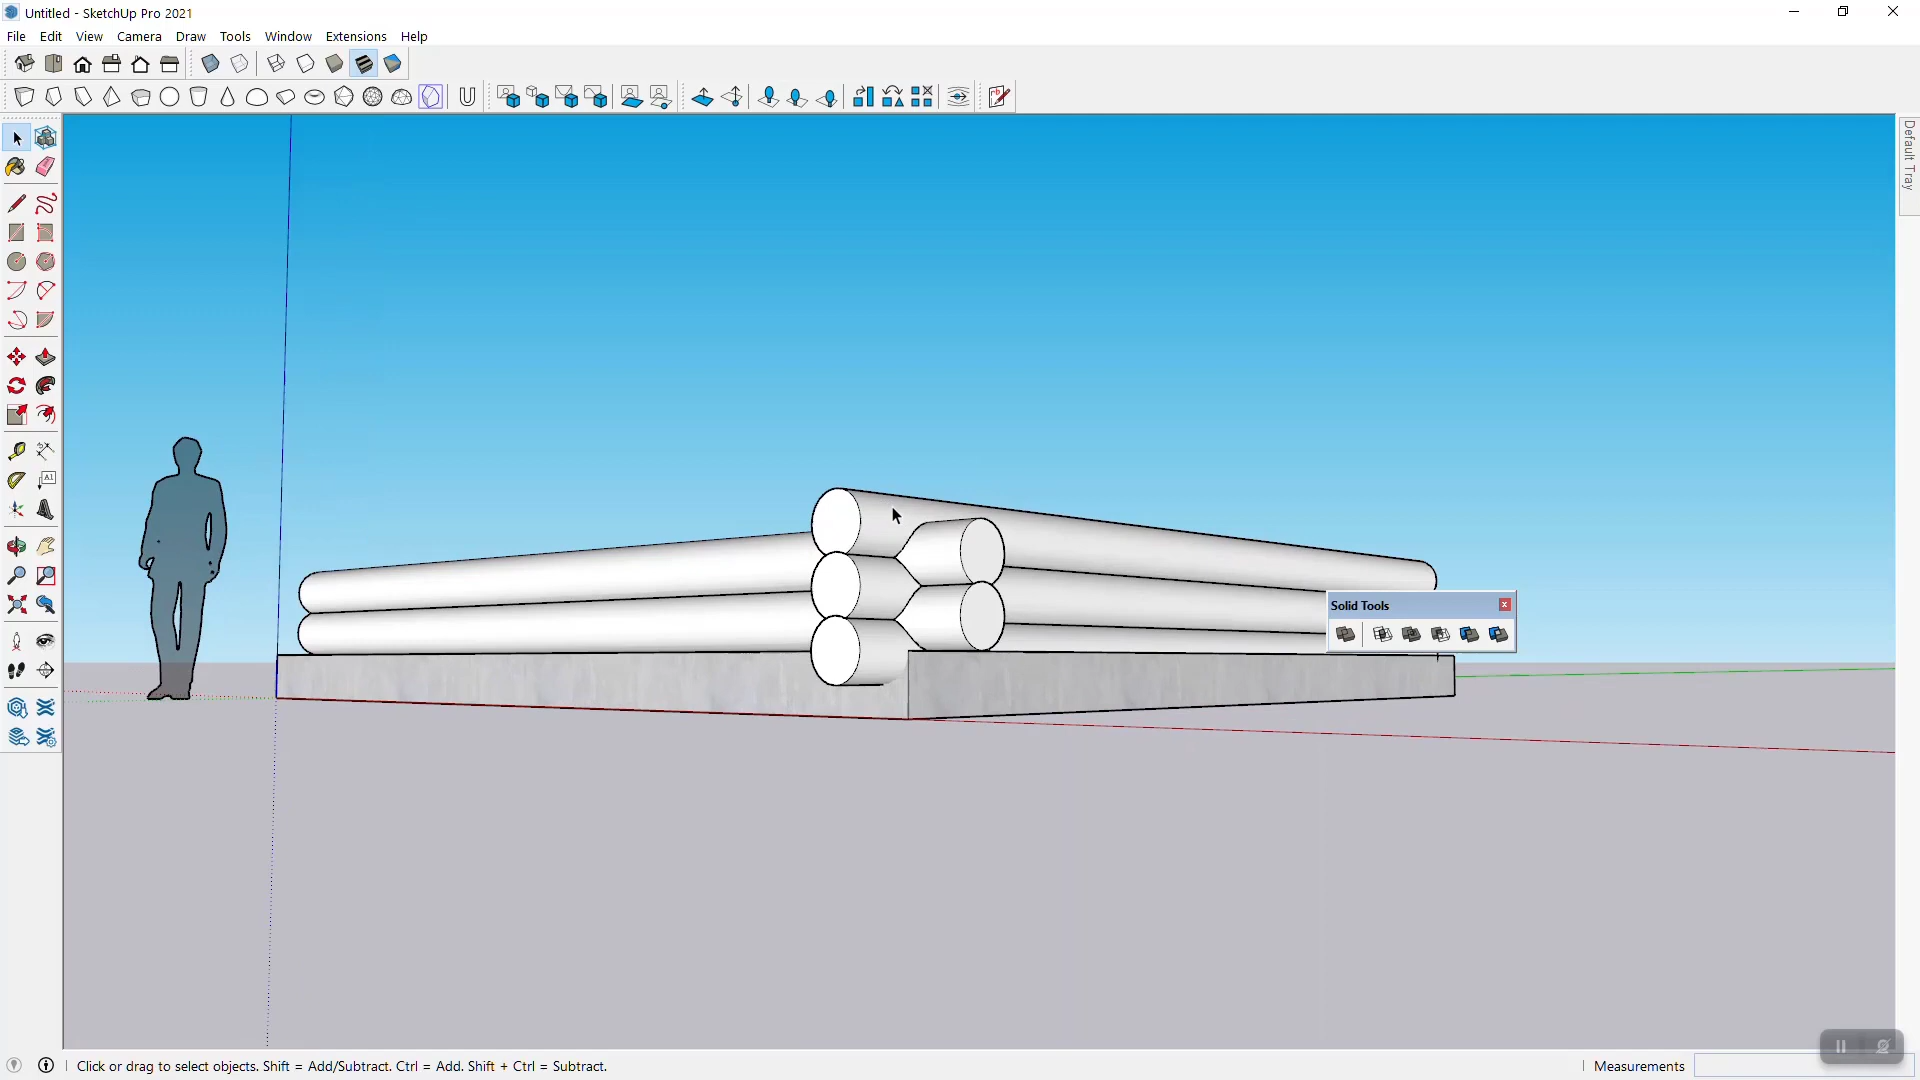 Untitled - SketchUp Pro 2021
File Edit View Camera Draw Tools Window Extensions Help
Default Tray
A1
Solid Tools
Click or drag to select objects. Shift = Add/Subtract. Ctrl = Add. Shift + Ctrl = Subtract.
Measurements